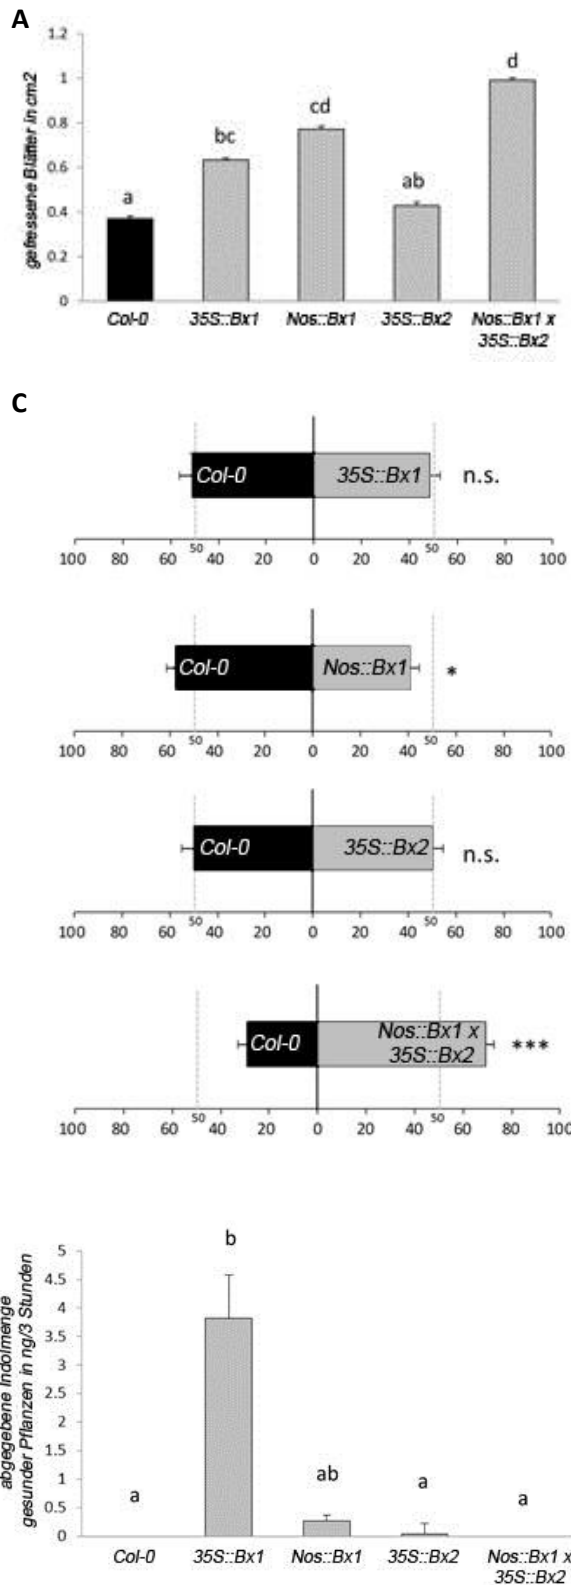 A
gefressene Blätter in cm2
1.2
1
0.8
0.6
0.4
0.2
0
a
bc
cd
ab
d
Col-0 35S::Bx1 Nos::Bx1 35S::Bx2 Nos::Bx1 x
35S::Bx2
C
Col-0 35S::Bx1 n.s.
50 50
100 80 60 40 20 0 20 40 60 80 100
Col-0 Nos::Bx1 *
50 50
100 80 60 40 20 0 20 40 60 80 100
Col-0 35S::Bx2 n.s.
50 50
100 80 60 40 20 0 20 40 60 80 100
Col-0 Nos::Bx1 x
35S::Bx2 ***
50 50
100 80 60 40 20 0 20 40 60 80 100
abgegebene Indolmenge
gesunder Pflanzen in ng/3 Stunden
5
4.5
4
3.5
3
2.5
2
1.5
1
0.5
0
a
b
ab
a
a
Col-0 35S::Bx1 Nos::Bx1 35S::Bx2 Nos::Bx1 x
35S::Bx2